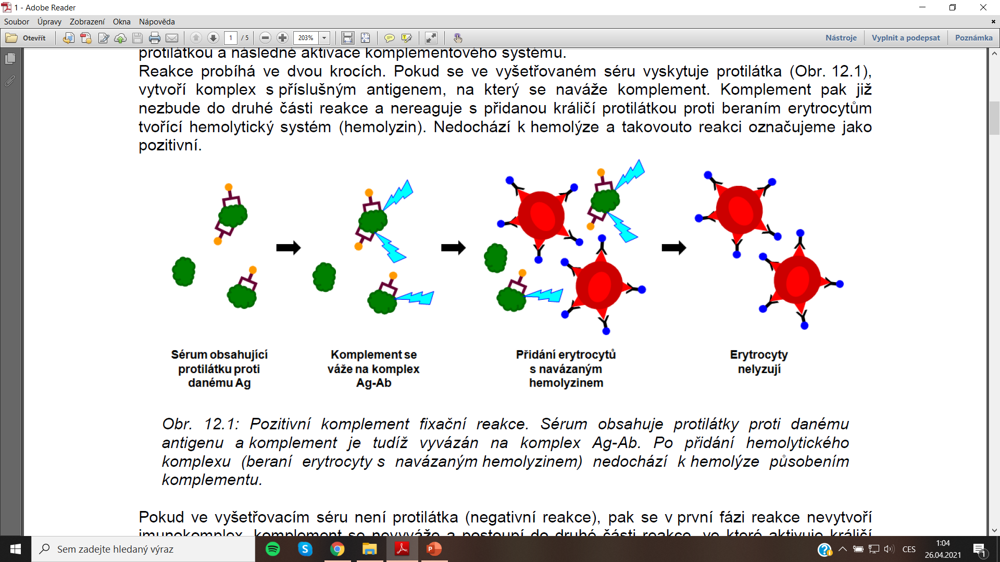 1 - Adobe Reader
Soubor Úpravy Zobrazení Okna Nápověda
Otevřít 1 / 5 203% Nástroje Vyplnit a podepsat Poznámka
protilátkou a následné aktivace komplementového systému.
Reakce probíhá ve dvou krocích. Pokud se ve vyšetřovaném séru vyskytuje protilátka (Obr. 12.1),
vytvoří komplex s příslušným antigenem, na který se naváže komplement. Komplement pak již
nezbude do druhé části reakce a nereaguje s přidanou králičí protilátkou proti beraním erytrocytům
tvořící hemolytický systém (hemolyzin). Nedochází k hemolýze a takovouto reakci označujeme jako
pozitivní.
Sérum obsahující
protilátku proti
danému Ag
Komplement se
váže na komplex
Ag-Ab
Přidání erytrocytů
s navázaným
hemolyzinem
Erytrocyty
nelyzují
Obr. 12.1: Pozitivní komplement fixační reakce. Sérum obsahuje protilátky proti danému
antigenu a komplement je tudíž vyvázán na komplex Ag-Ab. Po přidání hemolytického
komplexu (beraní erytrocyty s navázaným hemolyzinem) nedochází k hemolýze působením
komplementu.
Pokud ve vyšetřovacím séru není protilátka (negativní reakce), pak se v první fázi reakce nevytvoří
imunokomplex, komplement se nevyváže a postoupí do druhé části reakce, ve které aktivuje králičí
Sem zadejte hledaný výraz
CES
1:04
26.04.2021
1